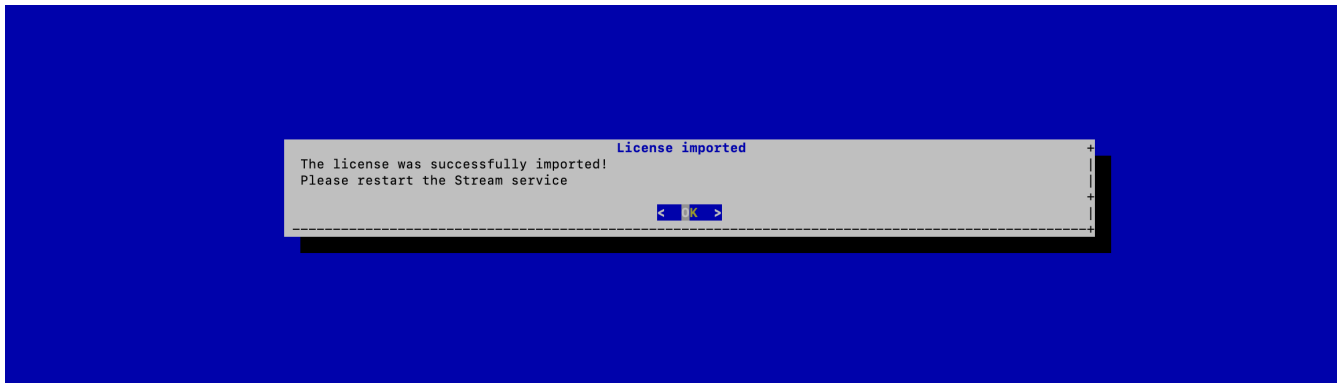 License imported
The license was successfully imported!
Please restart the Stream service
< OK >